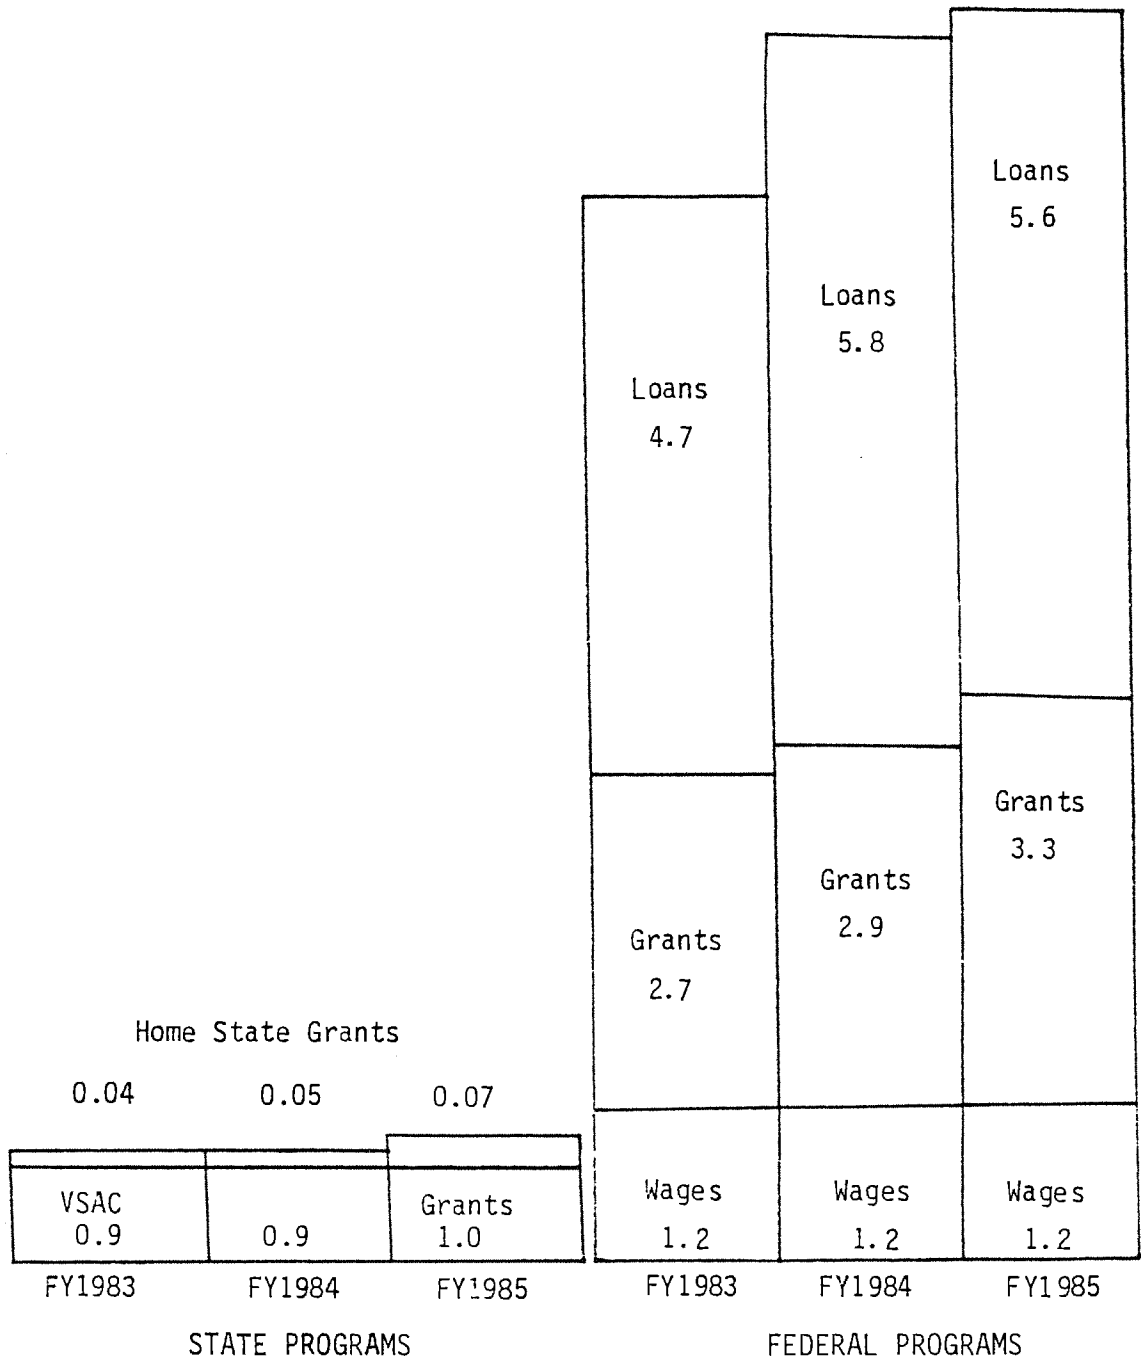 Loans
5.6
Loans
5.8
Loans
4.7
Grants
3.3
Grants
2.9
Grants
2.7
Home State Grants
0.04 0.05 0.07
VSAC Grants
0.9 0.9 1.0
Wages Wages Wages
1.2 1.2 1.2
FY1983 FY1984 FY1985 FY1983 FY1984 FY1985
STATE PROGRAMS FEDERAL PROGRAMS